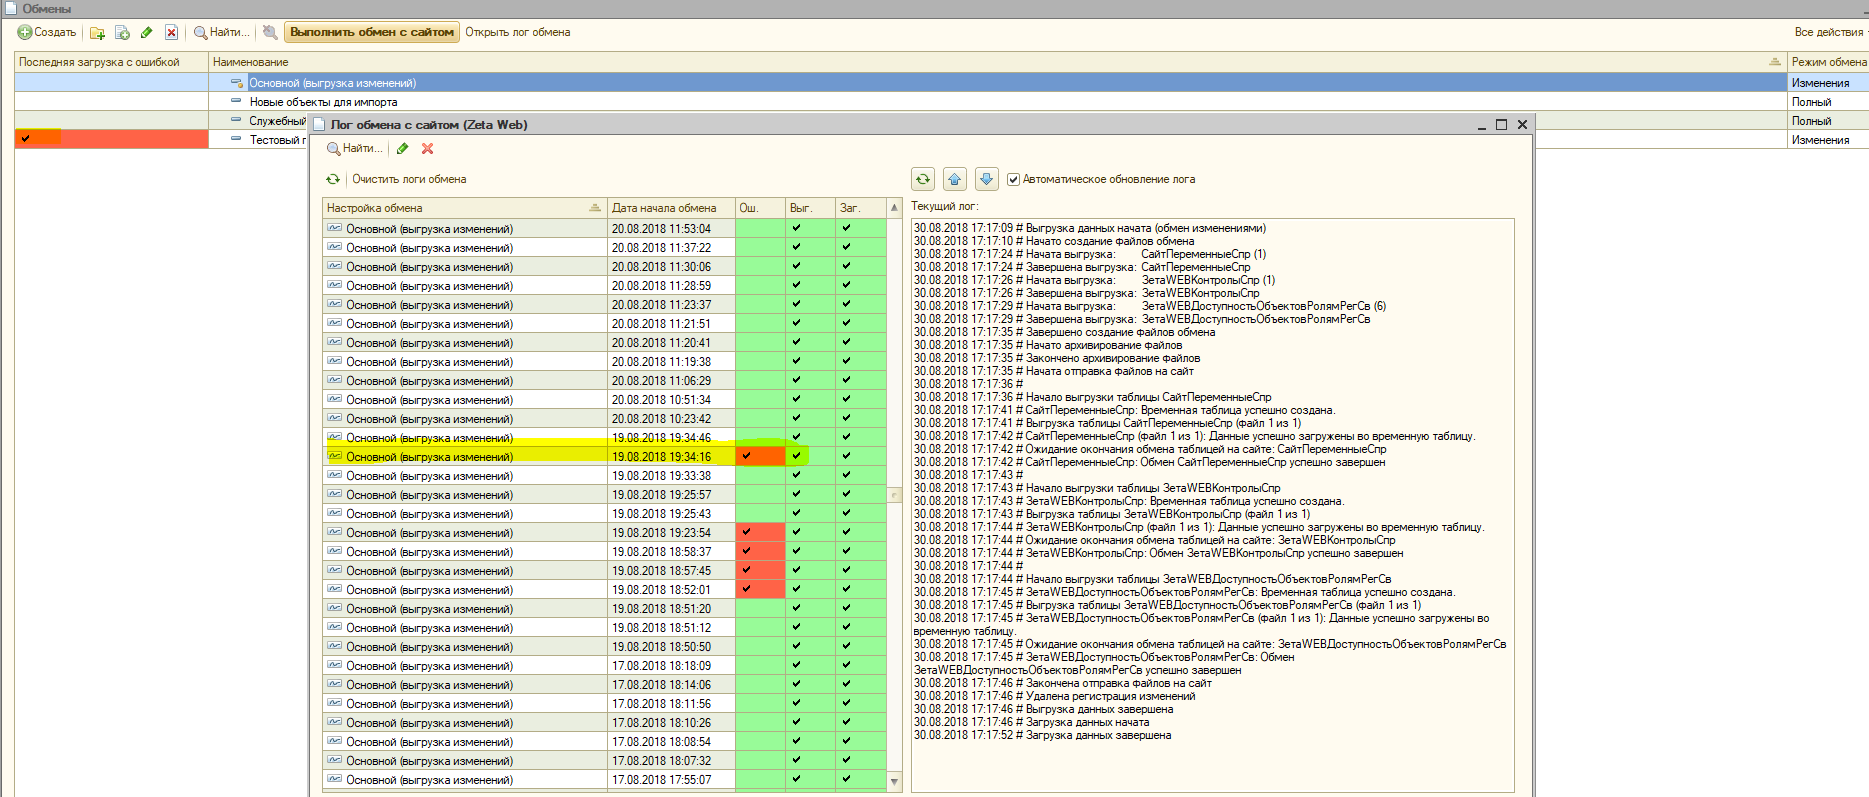 Обмены
Создать Найти... Выполнить обмен с сайтом Открыть лог обмена Все действия
Последняя загрузка с ошибкой Наименование Режим обмена
Основной (выгрузка изменений) Изменения
Новые объекты для импорта Полный
Служебный Полный
Тестовый Изменения
Лог обмена с сайтом (Zeta Web)
Найти...
Очистить логи обмена
Настройка обмена Дата начала обмена Ош. Выг. Заг.
Основной (выгрузка изменений) 20.08.2018 11:53:04
Основной (выгрузка изменений) 20.08.2018 11:37:22
Основной (выгрузка изменений) 20.08.2018 11:30:06
Основной (выгрузка изменений) 20.08.2018 11:28:59
Основной (выгрузка изменений) 20.08.2018 11:23:37
Основной (выгрузка изменений) 20.08.2018 11:21:51
Основной (выгрузка изменений) 20.08.2018 11:20:41
Основной (выгрузка изменений) 20.08.2018 11:19:38
Основной (выгрузка изменений) 20.08.2018 11:06:29
Основной (выгрузка изменений) 20.08.2018 10:51:34
Основной (выгрузка изменений) 20.08.2018 10:23:42
Основной (выгрузка изменений) 19.08.2018 19:34:46
Основной (выгрузка изменений) 19.08.2018 19:34:16
Основной (выгрузка изменений) 19.08.2018 19:33:38
Основной (выгрузка изменений) 19.08.2018 19:25:57
Основной (выгрузка изменений) 19.08.2018 19:25:43
Основной (выгрузка изменений) 19.08.2018 19:23:54
Основной (выгрузка изменений) 19.08.2018 18:58:37
Основной (выгрузка изменений) 19.08.2018 18:57:45
Основной (выгрузка изменений) 19.08.2018 18:52:01
Основной (выгрузка изменений) 19.08.2018 18:51:20
Основной (выгрузка изменений) 19.08.2018 18:51:12
Основной (выгрузка изменений) 19.08.2018 18:50:50
Основной (выгрузка изменений) 17.08.2018 18:18:09
Основной (выгрузка изменений) 17.08.2018 18:14:06
Основной (выгрузка изменений) 17.08.2018 18:11:56
Основной (выгрузка изменений) 17.08.2018 18:10:26
Основной (выгрузка изменений) 17.08.2018 18:08:54
Основной (выгрузка изменений) 17.08.2018 18:07:32
Основной (выгрузка изменений) 17.08.2018 17:55:07
Автоматическое обновление лога
Текущий лог:
30.08.2018 17:17:09 # Выгрузка данных начата (обмен изменениями)
30.08.2018 17:17:10 # Начато создание файлов обмена
30.08.2018 17:17:24 # Начата выгрузка: СайтПеременныеСпр (1)
30.08.2018 17:17:24 # Завершена выгрузка: СайтПеременныеСпр
30.08.2018 17:17:26 # Начата выгрузка: ЗетаWEBКонтролыСпр (1)
30.08.2018 17:17:26 # Завершена выгрузка: ЗетаWEBКонтролыСпр
30.08.2018 17:17:29 # Начата выгрузка: ЗетаWEBДоступностьОбъектовРолямРегСв (6)
30.08.2018 17:17:29 # Завершена выгрузка: ЗетаWEBДоступностьОбъектовРолямРегСв
30.08.2018 17:17:35 # Завершено создание файлов обмена
30.08.2018 17:17:35 # Начато архивирование файлов
30.08.2018 17:17:35 # Закончено архивирование файлов
30.08.2018 17:17:35 # Начата отправка файлов на сайт
30.08.2018 17:17:36 #
30.08.2018 17:17:36 # Начало выгрузки таблицы СайтПеременныеСпр
30.08.2018 17:17:41 # СайтПеременныеСпр: Временная таблица успешно создана.
30.08.2018 17:17:41 # Выгрузка таблицы СайтПеременныеСпр (файл 1 из 1)
30.08.2018 17:17:42 # СайтПеременныеСпр (файл 1 из 1): Данные успешно загружены во временную таблицу.
30.08.2018 17:17:42 # Ожидание окончания обмена таблицей на сайте: СайтПеременныеСпр
30.08.2018 17:17:42 # СайтПеременныеСпр: Обмен СайтПеременныеСпр успешно завершен
30.08.2018 17:17:43 #
30.08.2018 17:17:43 # Начало выгрузки таблицы ЗетаWEBКонтролыСпр
30.08.2018 17:17:43 # ЗетаWEBКонтролыСпр: Временная таблица успешно создана.
30.08.2018 17:17:43 # Выгрузка таблицы ЗетаWEBКонтролыСпр (файл 1 из 1)
30.08.2018 17:17:44 # ЗетаWEBКонтролыСпр (файл 1 из 1): Данные успешно загружены во временную таблицу.
30.08.2018 17:17:44 # Ожидание окончания обмена таблицей на сайте: ЗетаWEBКонтролыСпр
30.08.2018 17:17:44 # ЗетаWEBКонтролыСпр: Обмен ЗетаWEBКонтролыСпр успешно завершен
30.08.2018 17:17:44 #
30.08.2018 17:17:44 # Начало выгрузки таблицы ЗетаWEBДоступностьОбъектовРолямРегСв
30.08.2018 17:17:45 # ЗетаWEBДоступностьОбъектовРолямРегСв: Временная таблица успешно создана.
30.08.2018 17:17:45 # Выгрузка таблицы ЗетаWEBДоступностьОбъектовРолямРегСв (файл 1 из 1)
30.08.2018 17:17:45 # ЗетаWEBДоступностьОбъектовРолямРегСв (файл 1 из 1): Данные успешно загружены во
временную таблицу.
30.08.2018 17:17:45 # Ожидание окончания обмена таблицей на сайте: ЗетаWEBДоступностьОбъектовРолямРегСв
30.08.2018 17:17:45 # ЗетаWEBДоступностьОбъектовРолямРегСв: Обмен
ЗетаWEBДоступностьОбъектовРолямРегСв успешно завершен
30.08.2018 17:17:46 # Закончена отправка файлов на сайт
30.08.2018 17:17:46 # Удалена регистрация изменений
30.08.2018 17:17:46 # Выгрузка данных завершена
30.08.2018 17:17:46 # Загрузка данных начата
30.08.2018 17:17:52 # Загрузка данных завершена